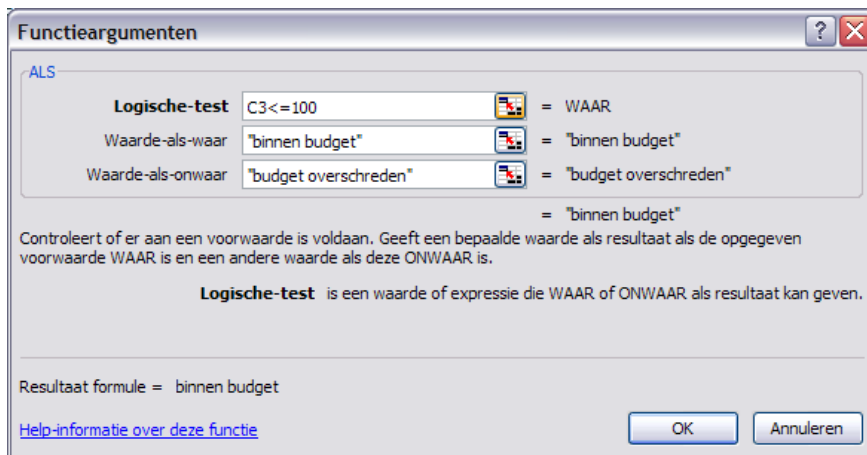 Functieargumenten
ALS
Logische-test C3<=100 = WAAR
Waarde-als-waar "binnen budget" = "binnen budget"
Waarde-als-onwaar "budget overschreden" = "budget overschreden"
= "binnen budget"
Controleert of er aan een voorwaarde is voldaan. Geeft een bepaalde waarde als resultaat als de opgegeven
voorwaarde WAAR is en een andere waarde als deze ONWAAR is.
Logische-test is een waarde of expressie die WAAR of ONWAAR als resultaat kan geven.
Resultaat formule = binnen budget
Help-informatie over deze functie OK Annuleren